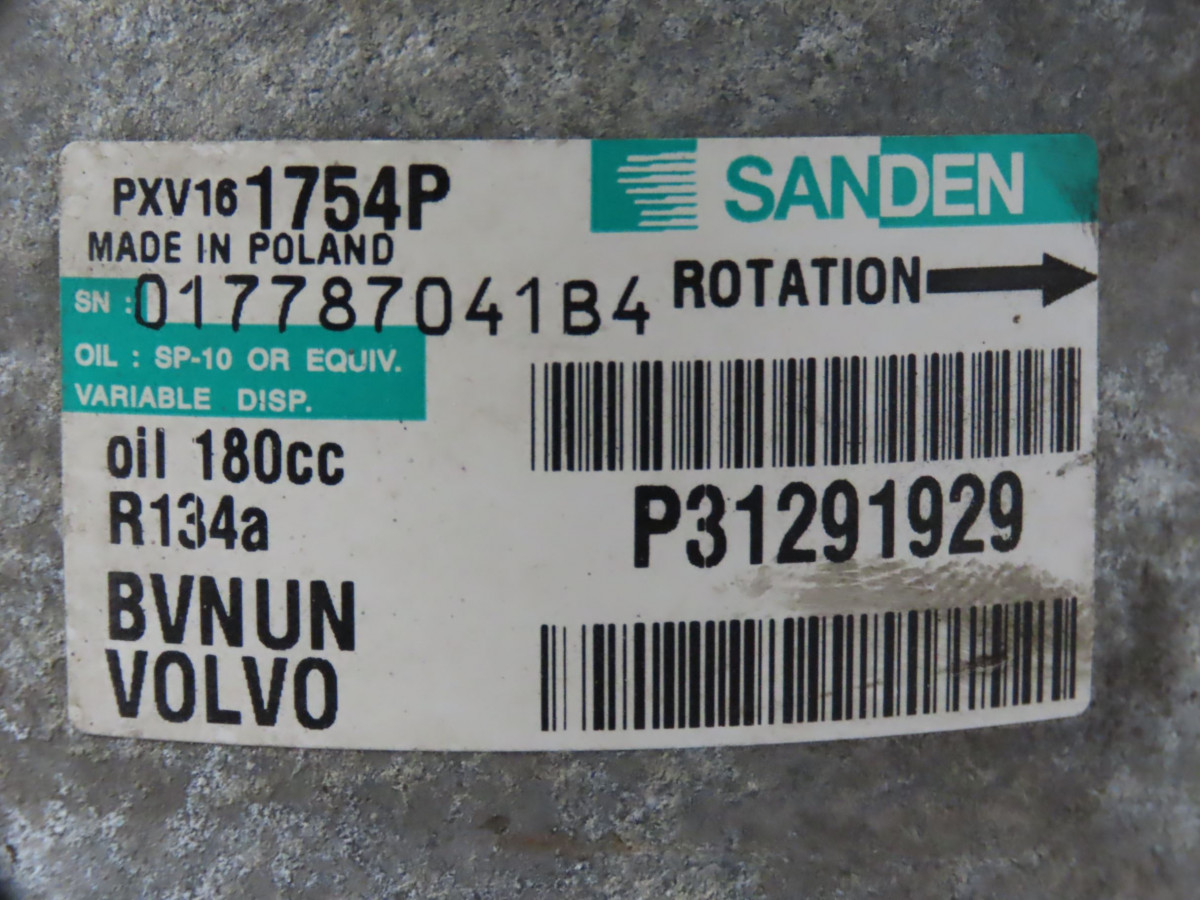 PXV16 1754P
SANDEN
MADE IN POLAND
ROTATION
SN : 017787041B4
OIL : SP-10 OR EQUIV.
VARIABLE DISP.
oil 180cc
R134a
P31291929
BVNUN
VOLVO